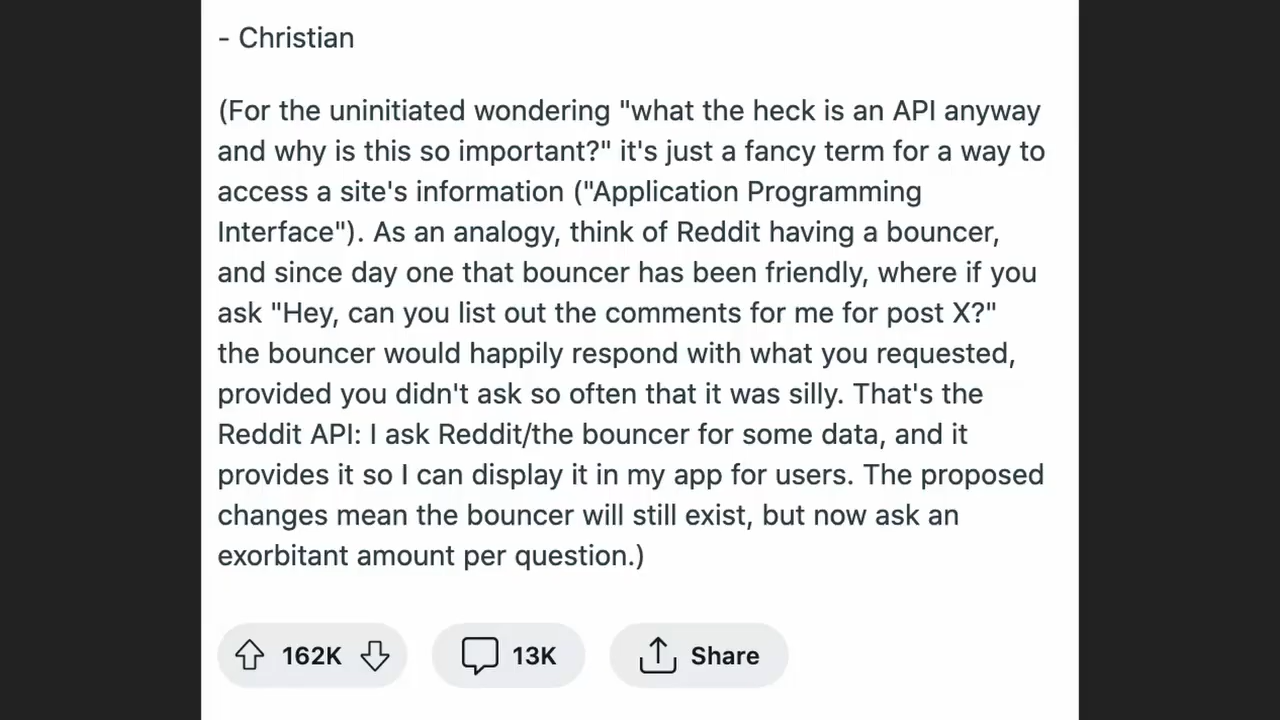 - Christian
(For the uninitiated wondering "what the heck is an API anyway
and why is this so important?" it's just a fancy term for a way to
access a site's information ("Application Programming
Interface"). As an analogy, think of Reddit having a bouncer,
and since day one that bouncer has been friendly, where if you
ask "Hey, can you list out the comments for me for post X?"
the bouncer would happily respond with what you requested,
provided you didn't ask so often that it was silly. That's the
Reddit API: I ask Reddit/the bouncer for some data, and it
provides it so I can display it in my app for users. The proposed
changes mean the bouncer will still exist, but now ask an
exorbitant amount per question.)
162K 13K Share